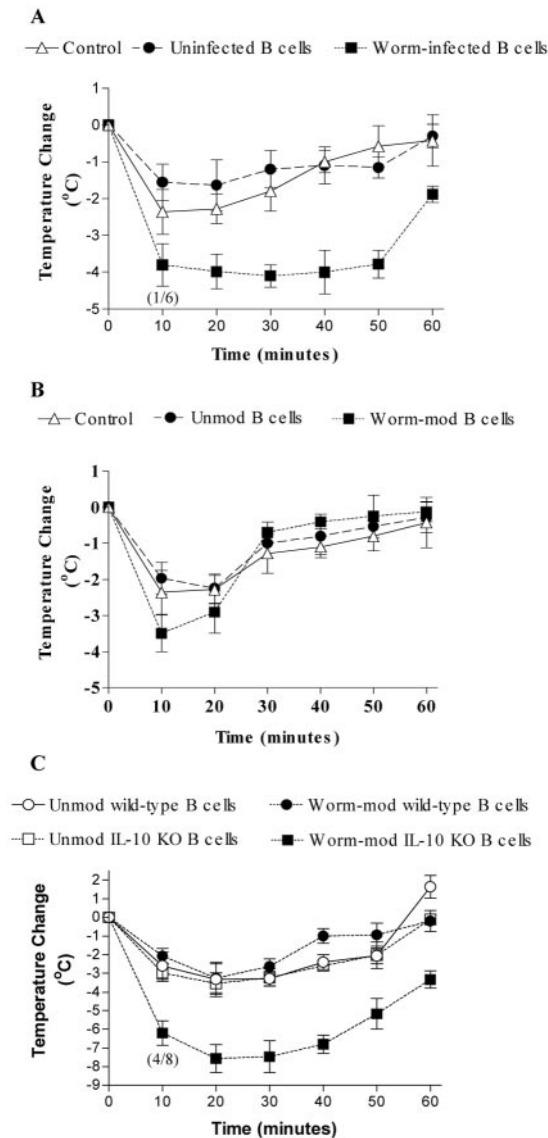 A
Control Uninfected B cells Worm-infected B cells
1
0
-1
-2
-3
-4
-5
Temperature Change
(°C)
(1/6)
0 10 20 30 40 50 60
Time (minutes)
B
Control Unmod B cells Worm-mod B cells
1
0
-1
-2
-3
-4
-5
Temperature Change
(°C)
0 10 20 30 40 50 60
Time (minutes)
C
Unmod wild-type B cells Worm-mod wild-type B cells
Unmod IL-10 KO B cells Worm-mod IL-10 KO B cells
2
1
0
-1
-2
-3
-4
-5
-6
-7
-8
-9
Temperature Change
(°C)
(4/8)
0 10 20 30 40 50 60
Time (minutes)